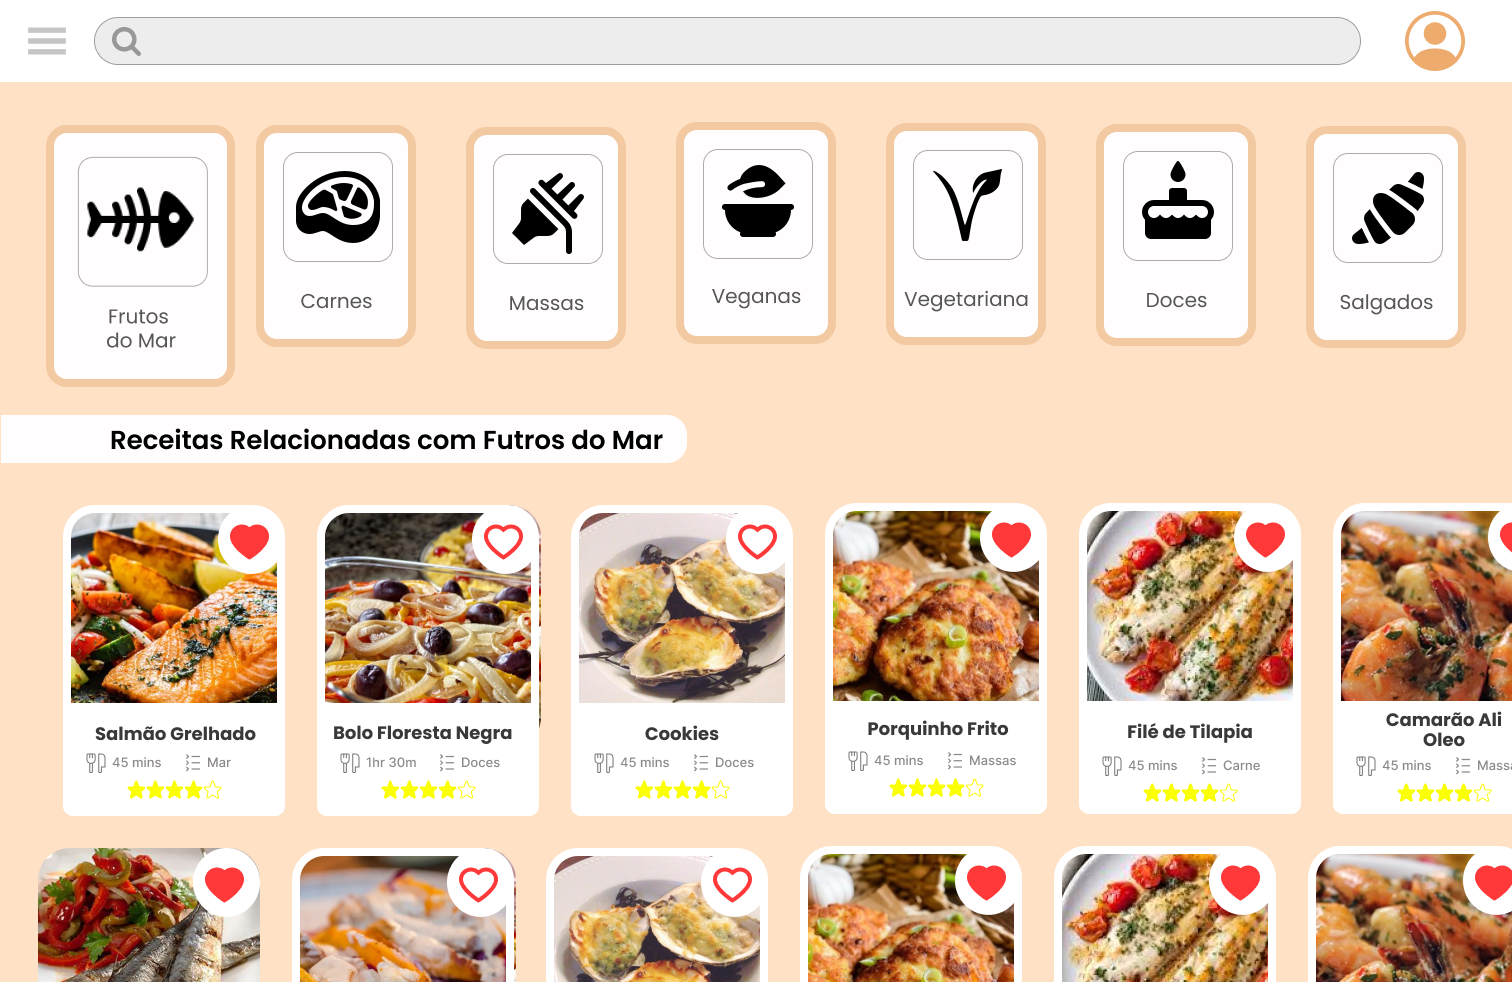 Frutos
do Mar
Carnes
Massas
Veganas
Vegetariana
Doces
Salgados
Receitas Relacionadas com Futros do Mar
Salmão Grelhado
45 mins Mar
Bolo Floresta Negra
1hr 30m Doces
Cookies
45 mins Doces
Porquinho Frito
45 mins Massas
Filé de Tilapia
45 mins Carne
Camarão Ali
Oleo
45 mins Massa